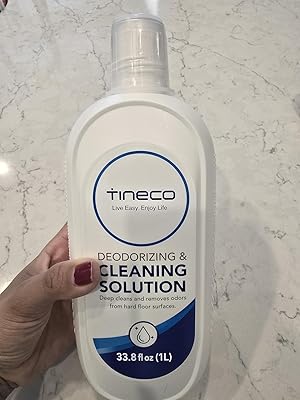 TINECO
Live Easy. Enjoy Life
DEODORIZING &
CLEANING
SOLUTION
Deep cleans and removes odors
from hard floor surfaces.
33.8 fl oz (1L)